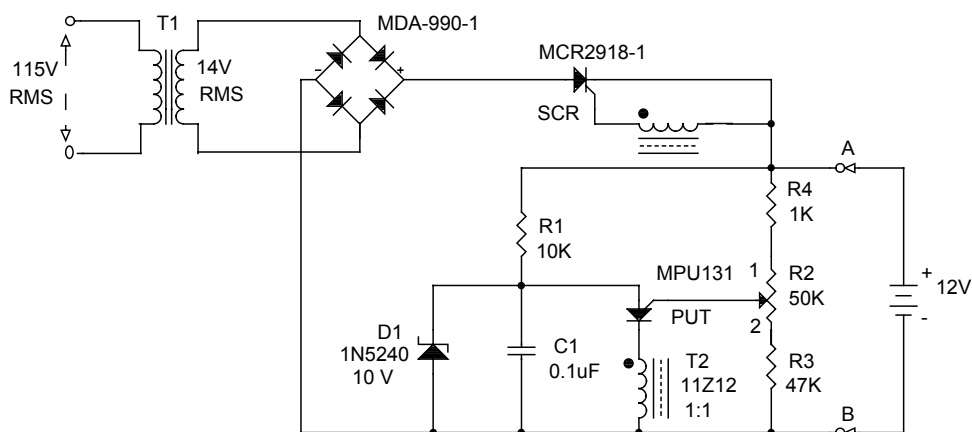 T1
MDA-990-1
MCR2918-1
115V
RMS
14V
RMS
-
+
SCR
A
R4
1K
R1
10K
MPU131
1
R2
50K
+
12V
-
PUT
2
D1
1N5240
10 V
C1
0.1uF
T2
11Z12
1:1
R3
47K
B